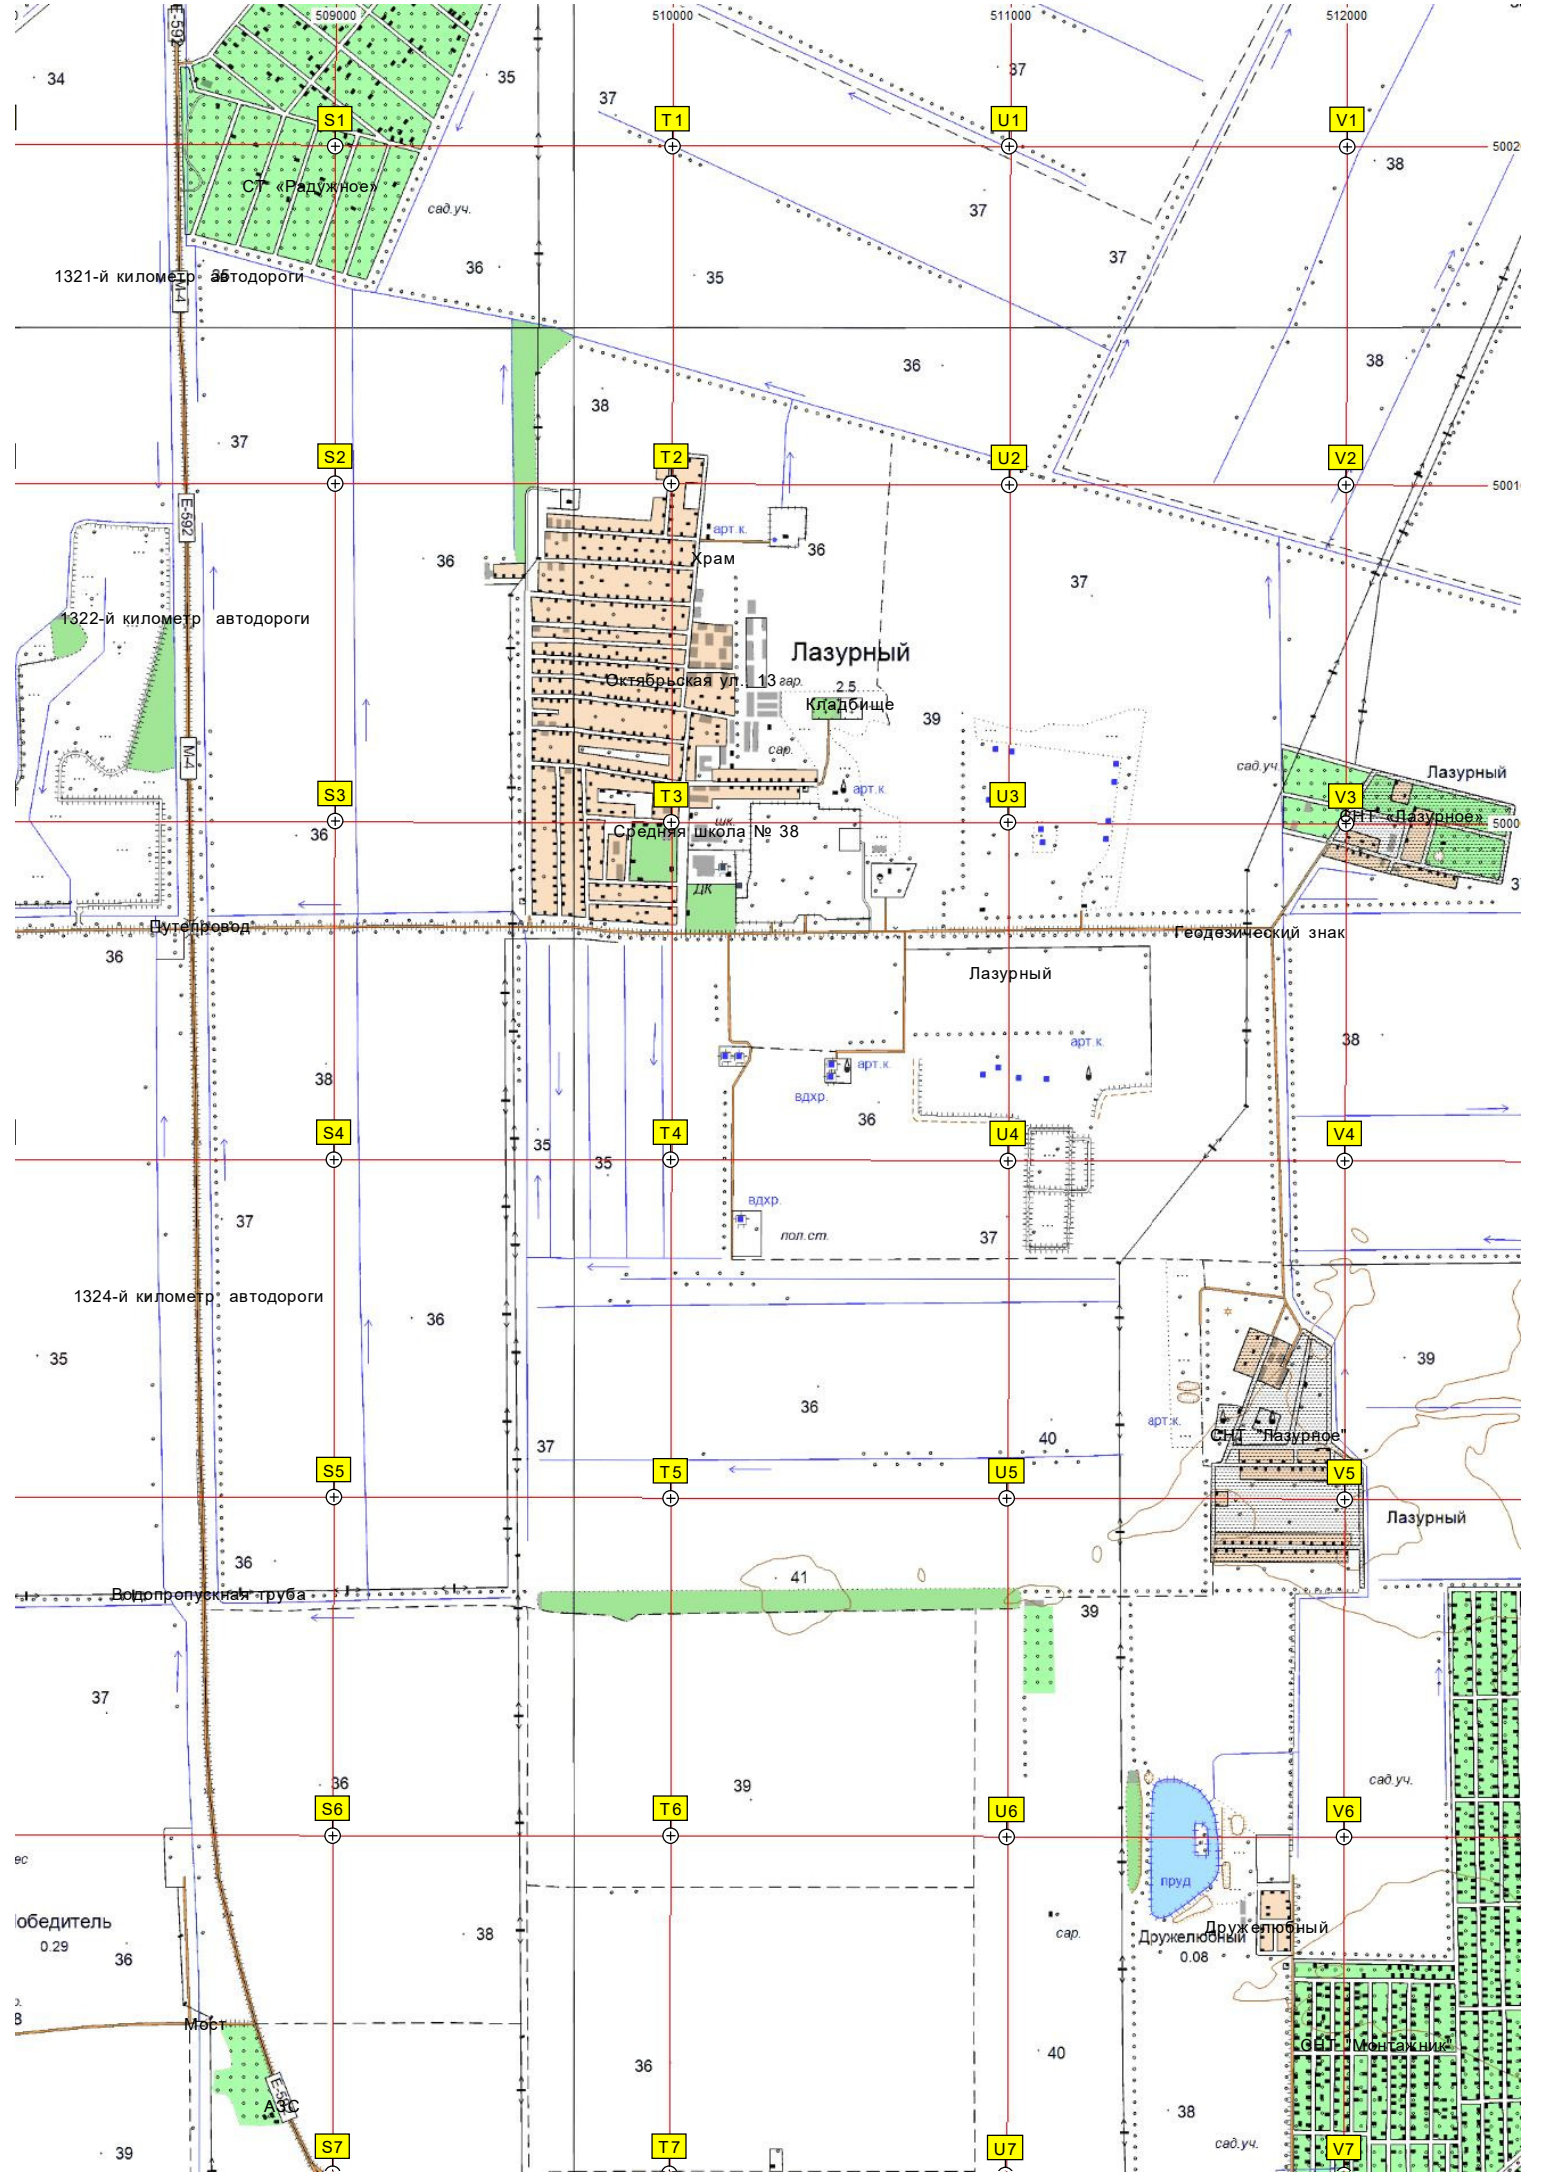 509000
510000
511000
512000
34
35
37
37
S1
T1
U1
V1
5002
38
СТ «Радужное»
сад.уч.
37
37
1321-й километр автодороги
36
35
М-4
36
38
38
37
S2
T2
U2
V2
5001
Е-592
арт.к.
36
Храм
36
37
1322-й километр автодороги
Лазурный
Октябрьская ул., 13
гар.
2.5
Кладбище
39
М-4
сар.
сад.уч.
Лазурный
арт.к.
S3
T3
U3
V3
СНТ «Лазурное»
5000
36
шк.
Средняя школа № 38
ДК
Путепровод
Геодезический знак
36
Лазурный
38
арт.к.
арт.к.
38
вдхр.
36
S4
T4
U4
V4
35
35
вдхр.
37
пол.ст.
37
1324-й километр автодороги
36
35
39
36
арт.к.
37
40
СНТ "Лазурное"
S5
T5
U5
V5
Лазурный
36
41
Водопропускная труба
39
37
36
39
сад.уч.
S6
T6
U6
V6
ес
пруд
обедитель
0.29
36
38
сар.
Дружелюбный
Дружелюбный
0.08
Мост
36
40
СНТ "Монтажник"
АЗС
38
39
сад.уч.
S7
T7
U7
V7